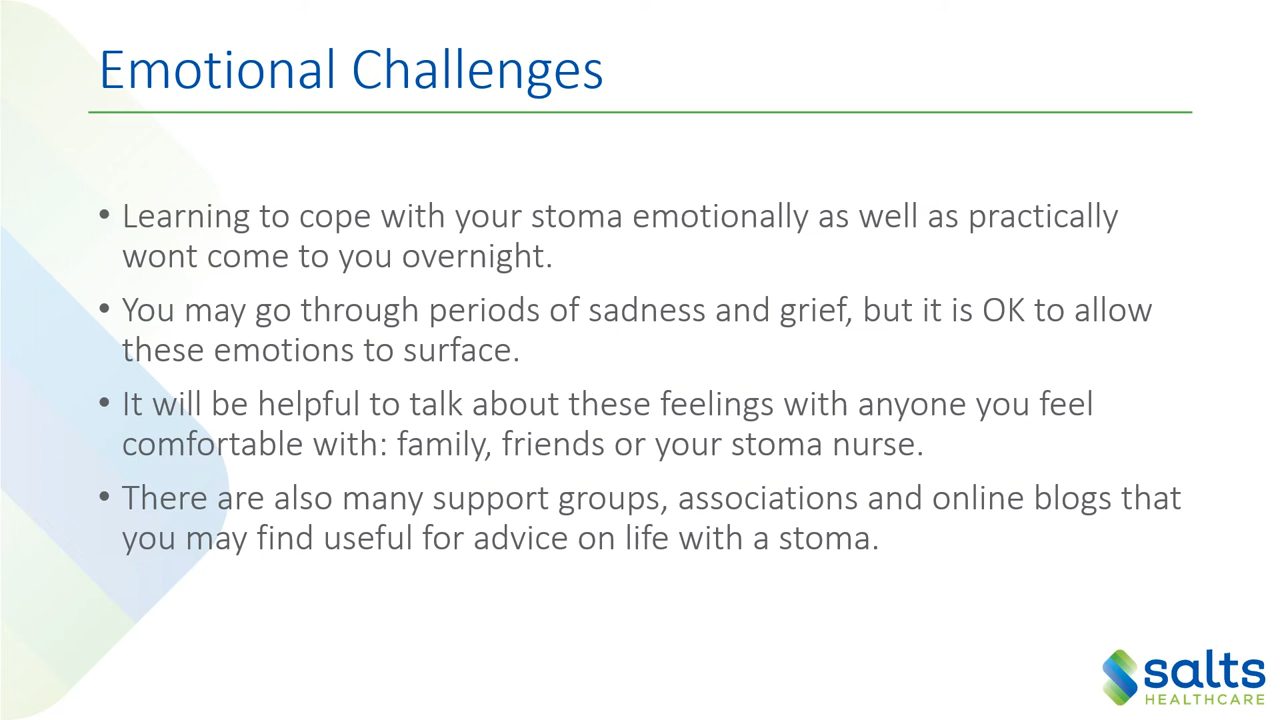 Emotional Challenges
• Learning to cope with your stoma emotionally as well as practically
wont come to you overnight.
• You may go through periods of sadness and grief, but it is OK to allow
these emotions to surface.
• It will be helpful to talk about these feelings with anyone you feel
comfortable with: family, friends or your stoma nurse.
• There are also many support groups, associations and online blogs that
you may find useful for advice on life with a stoma.
salts
HEALTHCARE